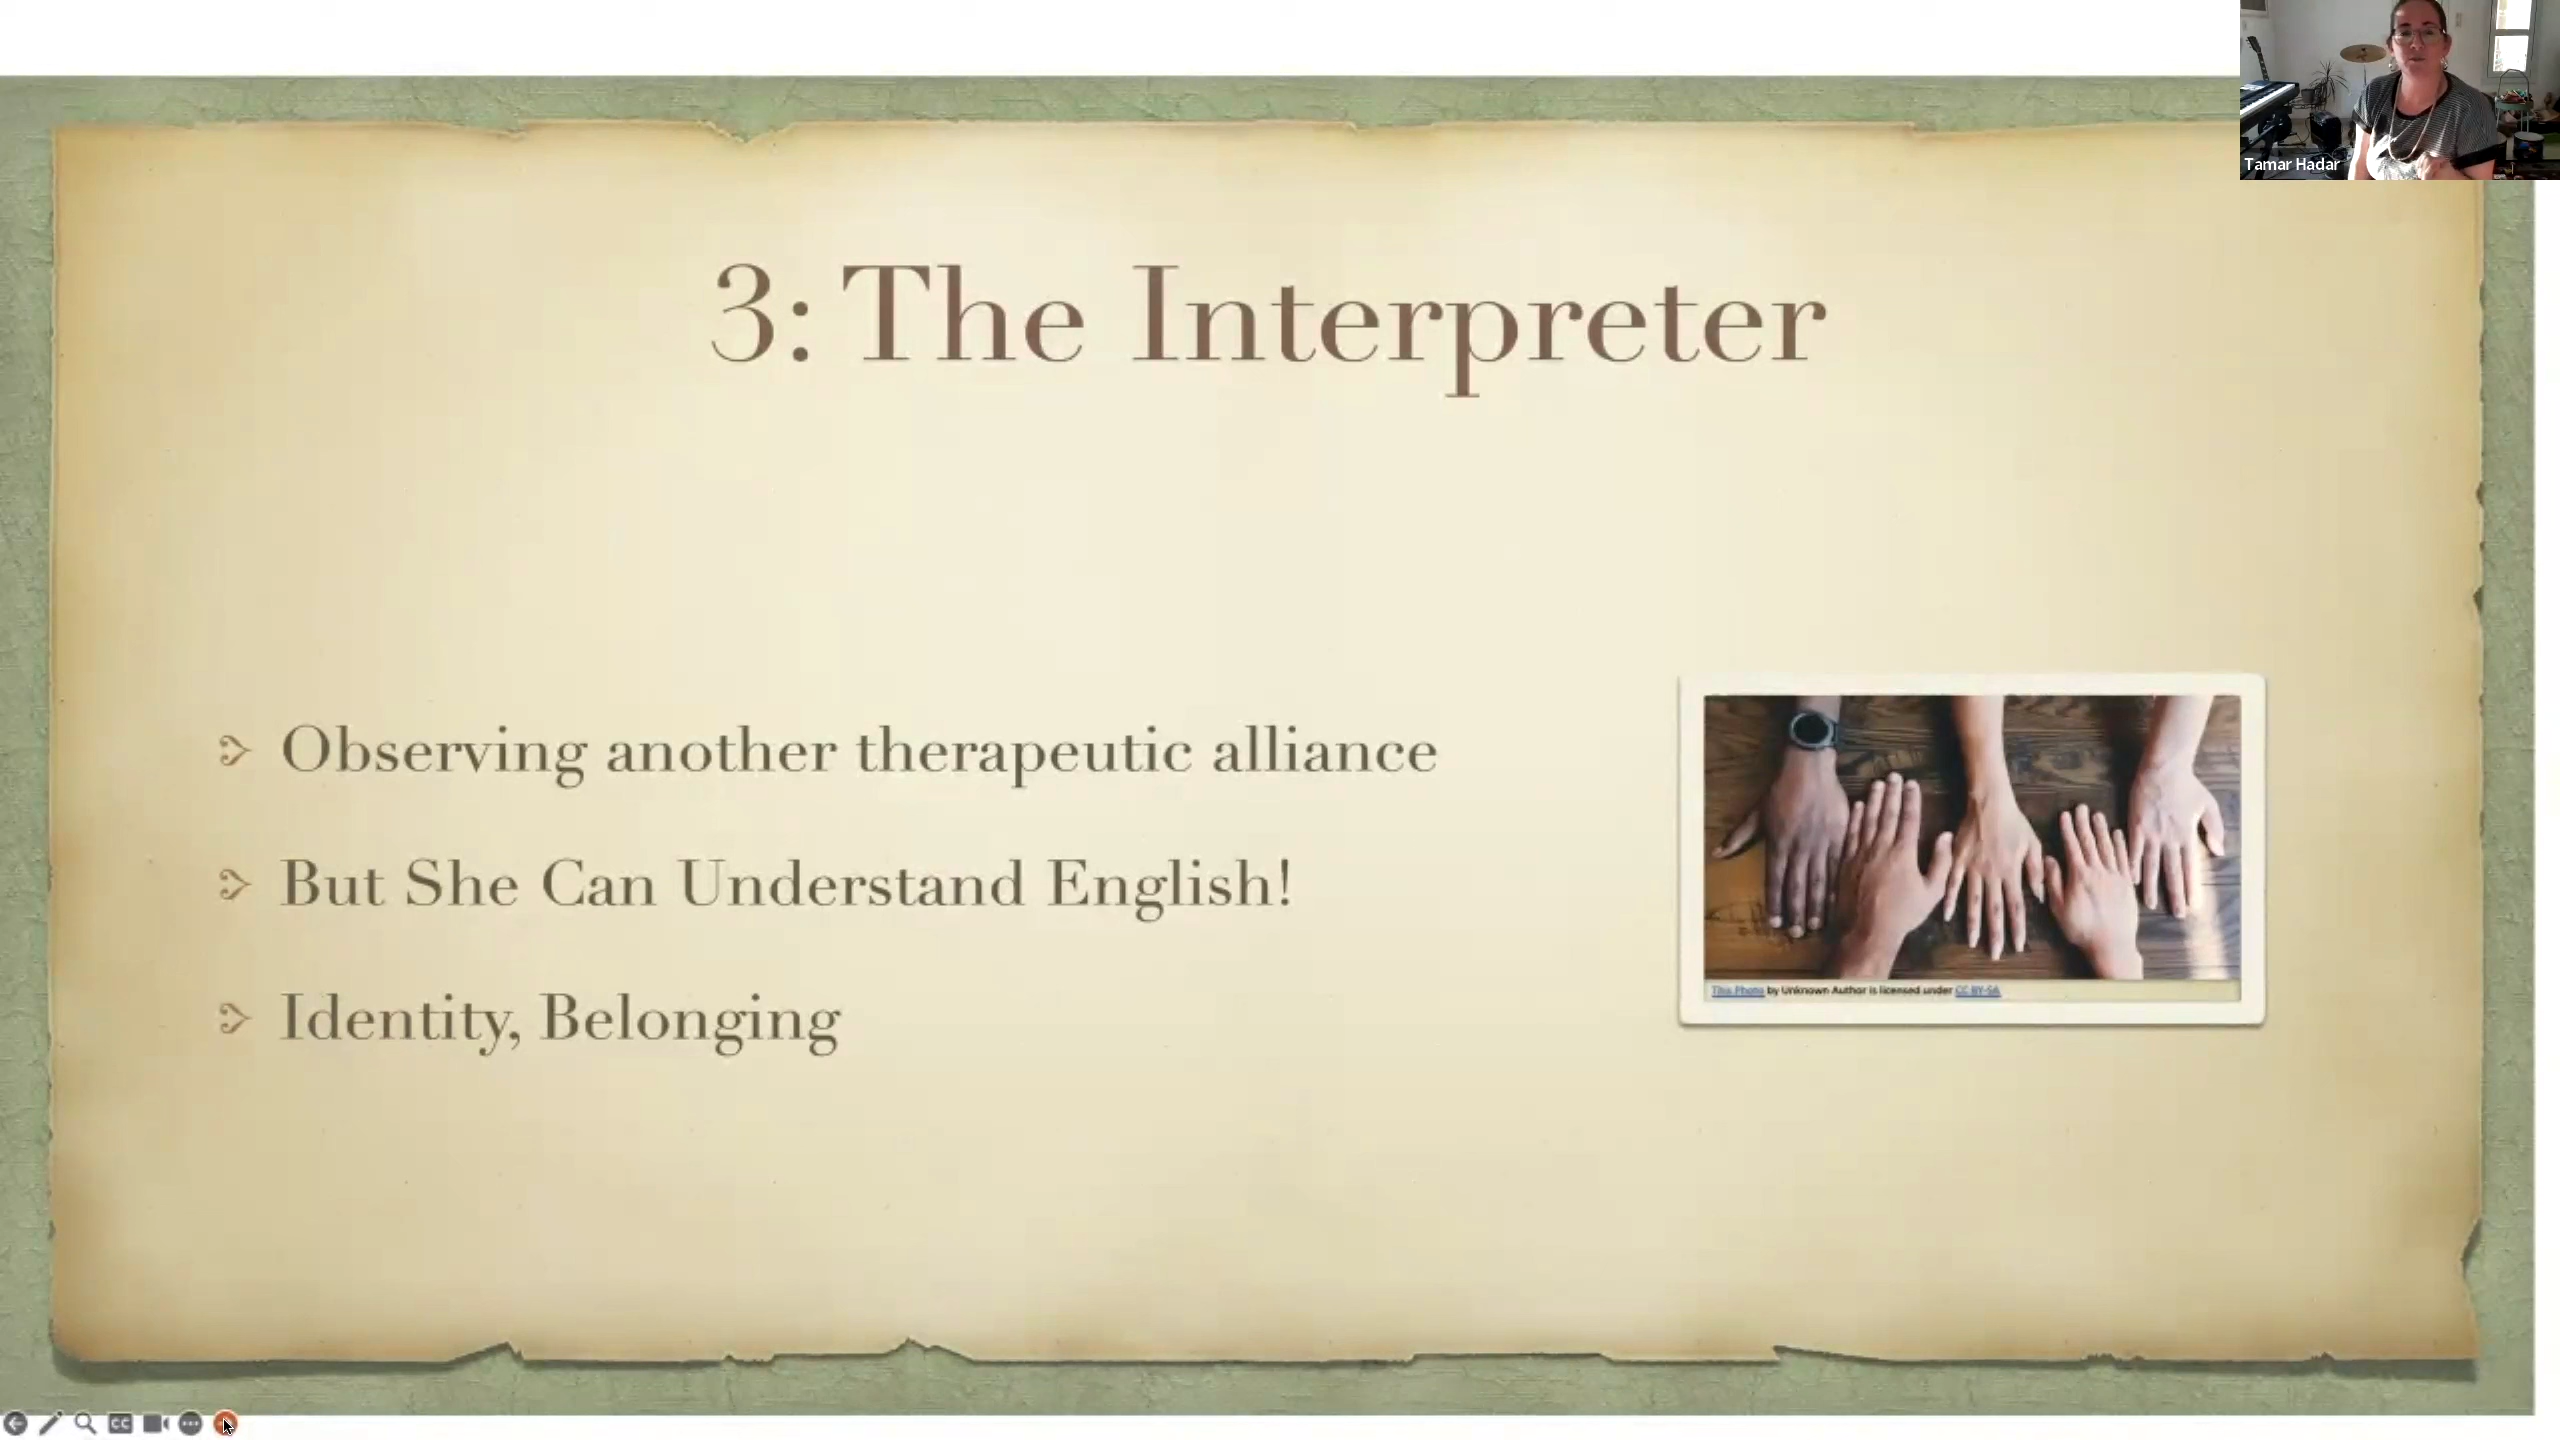 Tamar Hadar
3: The Interpreter
Observing another therapeutic alliance
But She Can Understand English!
Identity, Belonging
This Photo by Unknown Author is licensed under CC BY-SA
CC